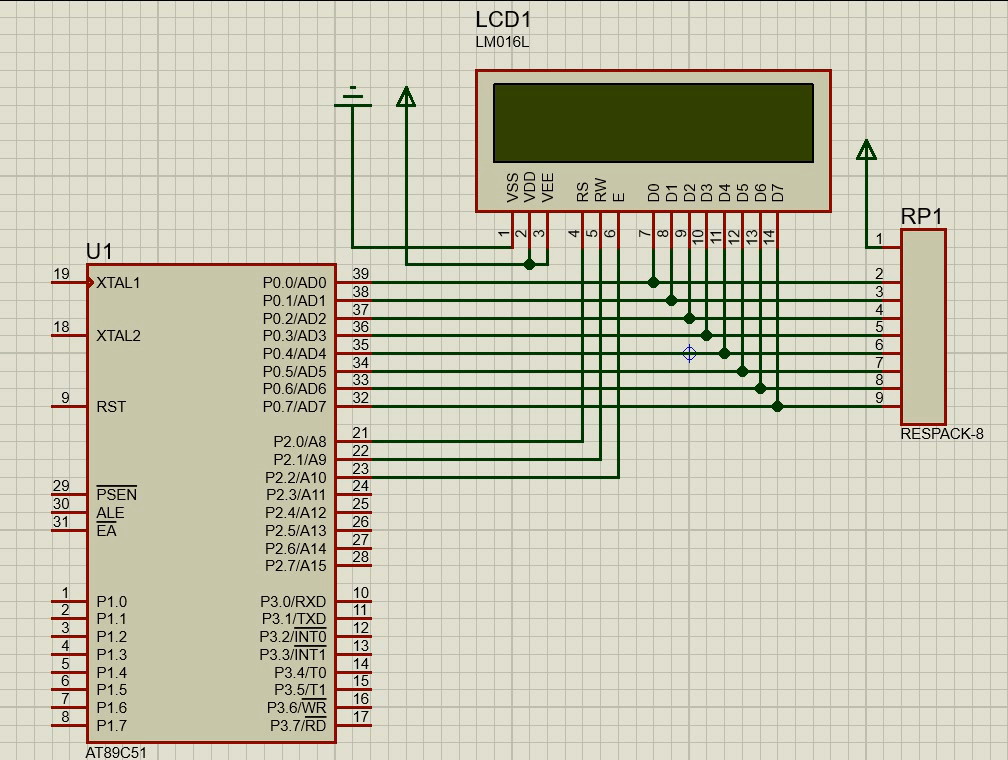 LCD1
LM016L
VSS
VDD
VEE
RS
RW
E
D0
D1
D2
D3
D4
D5
D6
D7
1
2
3
4
5
6
7
8
9
10
11
12
13
14
RP1
1
2
3
4
5
6
7
8
9
RESPACK-8
U1
19 XTAL1
18 XTAL2
9 RST
29 PSEN
30 ALE
31 EA
1 P1.0
2 P1.1
3 P1.2
4 P1.3
5 P1.4
6 P1.5
7 P1.6
8 P1.7
P0.0/AD0 39
P0.1/AD1 38
P0.2/AD2 37
P0.3/AD3 36
P0.4/AD4 35
P0.5/AD5 34
P0.6/AD6 33
P0.7/AD7 32
P2.0/A8 21
P2.1/A9 22
P2.2/A10 23
P2.3/A11 24
P2.4/A12 25
P2.5/A13 26
P2.6/A14 27
P2.7/A15 28
P3.0/RXD 10
P3.1/TXD 11
P3.2/INT0 12
P3.3/INT1 13
P3.4/T0 14
P3.5/T1 15
P3.6/WR 16
P3.7/RD 17
AT89C51